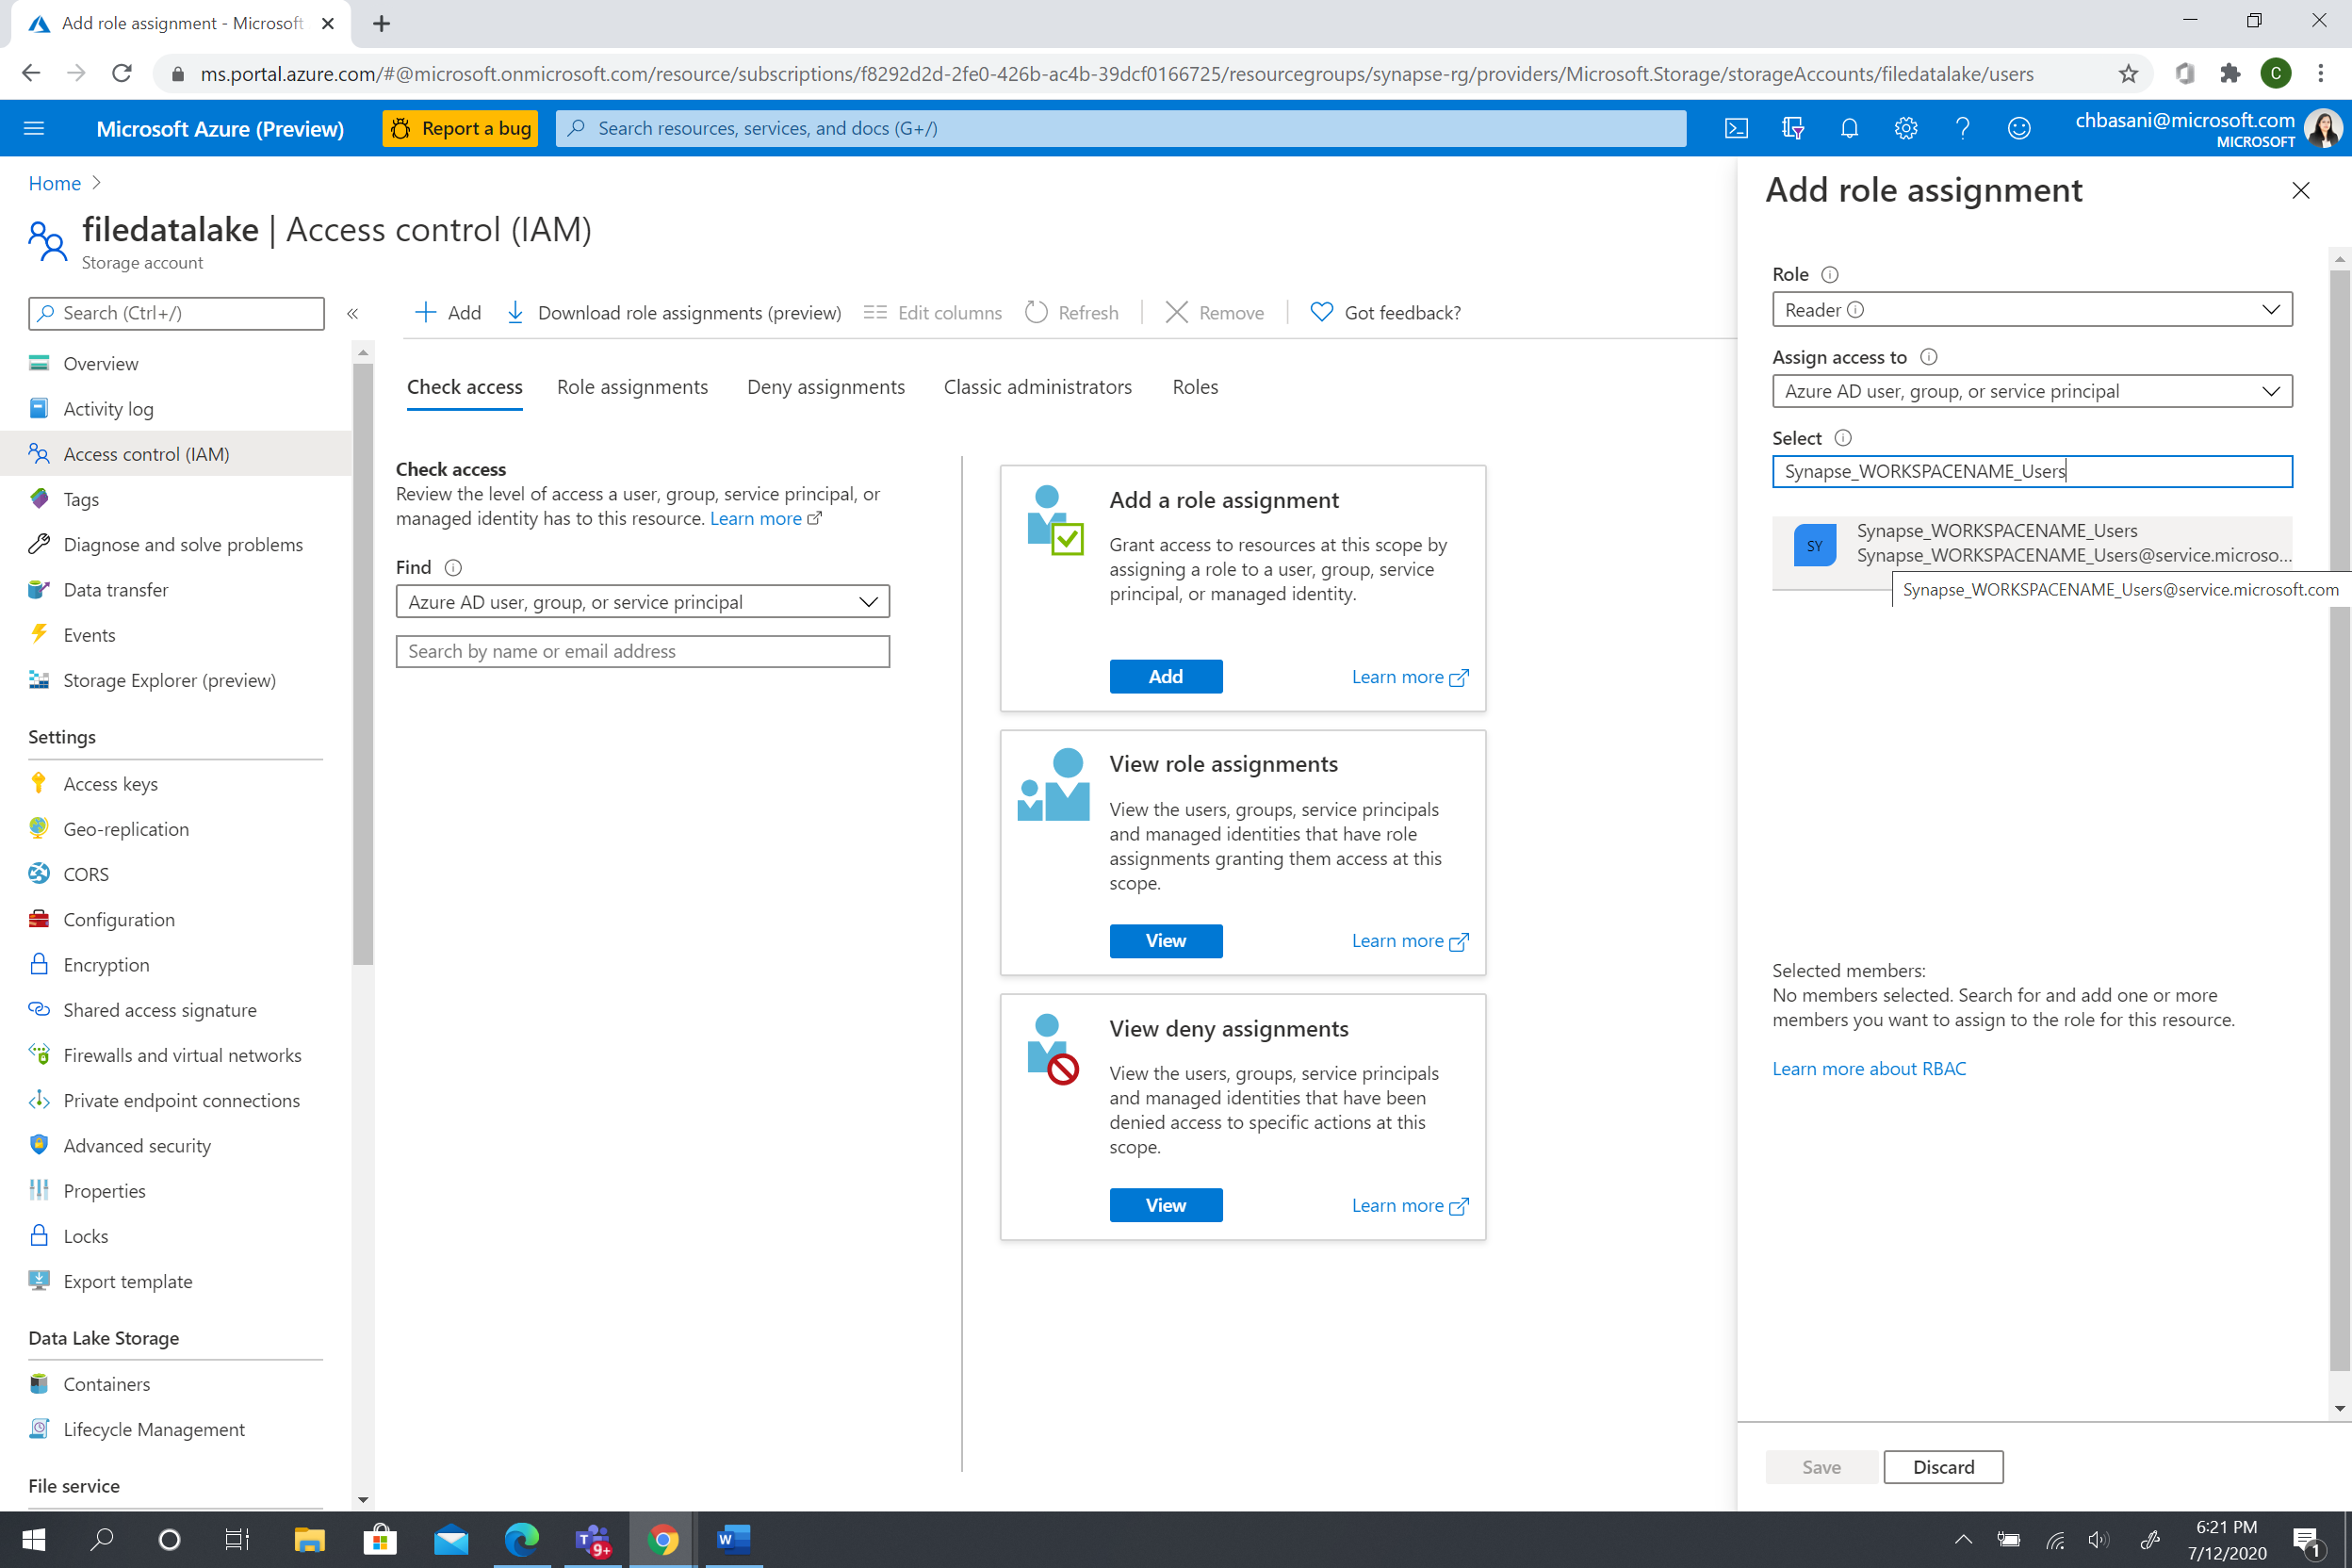 Add role assignment - Microsoft
ms.portal.azure.com/#@microsoft.onmicrosoft.com/resource/subscriptions/f8292d2d-2fe0-426b-ac4b-39dcf0166725/resourcegroups/synapse-rg/providers/Microsoft.Storage/storageAccounts/filedatalake/users
C
Microsoft Azure (Preview)
Report a bug
Search resources, services, and docs (G+/)
chbasani@microsoft.com
MICROSOFT
Home
filedatalake | Access control (IAM)
Storage account
Search (Ctrl+/)
Overview
Activity log
Access control (IAM)
Tags
Diagnose and solve problems
Data transfer
Events
Storage Explorer (preview)
Settings
Access keys
Geo-replication
CORS
Configuration
Encryption
Shared access signature
Firewalls and virtual networks
Private endpoint connections
Advanced security
Properties
Locks
Export template
Data Lake Storage
Containers
Lifecycle Management
File service
Add
Download role assignments (preview)
Edit columns
Refresh
Remove
Got feedback?
Check access
Role assignments
Deny assignments
Classic administrators
Roles
Check access
Review the level of access a user, group, service principal, or
managed identity has to this resource. Learn more
Find
Azure AD user, group, or service principal
Search by name or email address
Add a role assignment
Grant access to resources at this scope by
assigning a role to a user, group, service
principal, or managed identity.
Add
Learn more
View role assignments
View the users, groups, service principals
and managed identities that have role
assignments granting them access at this
scope.
View
Learn more
View deny assignments
View the users, groups, service principals
and managed identities that have been
denied access to specific actions at this
scope.
View
Learn more
Add role assignment
Role
Reader
Assign access to
Azure AD user, group, or service principal
Select
Synapse_WORKSPACENAME_Users
SY
Synapse_WORKSPACENAME_Users
Synapse_WORKSPACENAME_Users@service.microso...
Synapse_WORKSPACENAME_Users@service.microsoft.com
Selected members:
No members selected. Search for and add one or more
members you want to assign to the role for this resource.
Learn more about RBAC
Save
Discard
T
9+
W
6:21 PM
7/12/2020
1